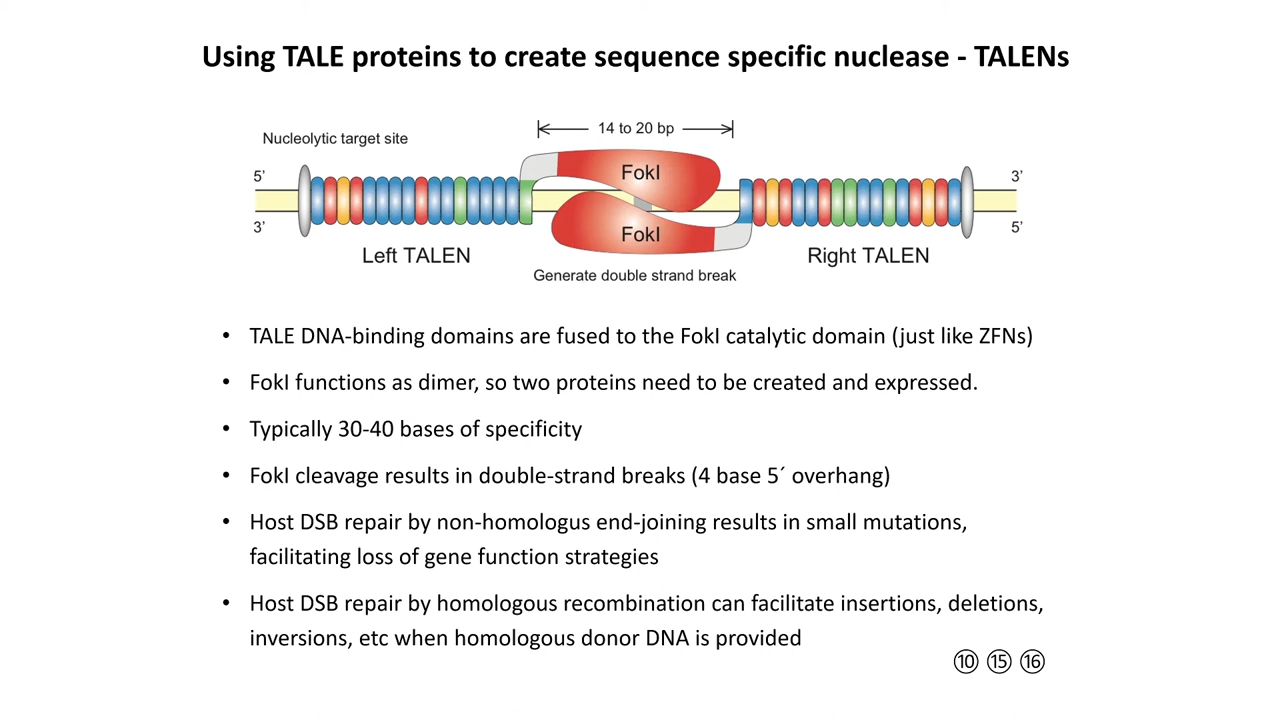 Using TALE proteins to create sequence specific nuclease - TALENs
14 to 20 bp
Nucleolytic target site
5’
3’
FokI
3’
5’
FokI
Left TALEN
Right TALEN
Generate double strand break
• TALE DNA-binding domains are fused to the FokI catalytic domain (just like ZFNs)
• FokI functions as dimer, so two proteins need to be created and expressed.
• Typically 30-40 bases of specificity
• FokI cleavage results in double-strand breaks (4 base 5´ overhang)
• Host DSB repair by non-homologus end-joining results in small mutations,
facilitating loss of gene function strategies
• Host DSB repair by homologous recombination can facilitate insertions, deletions,
inversions, etc when homologous donor DNA is provided
⑩ ⑮ ⑯